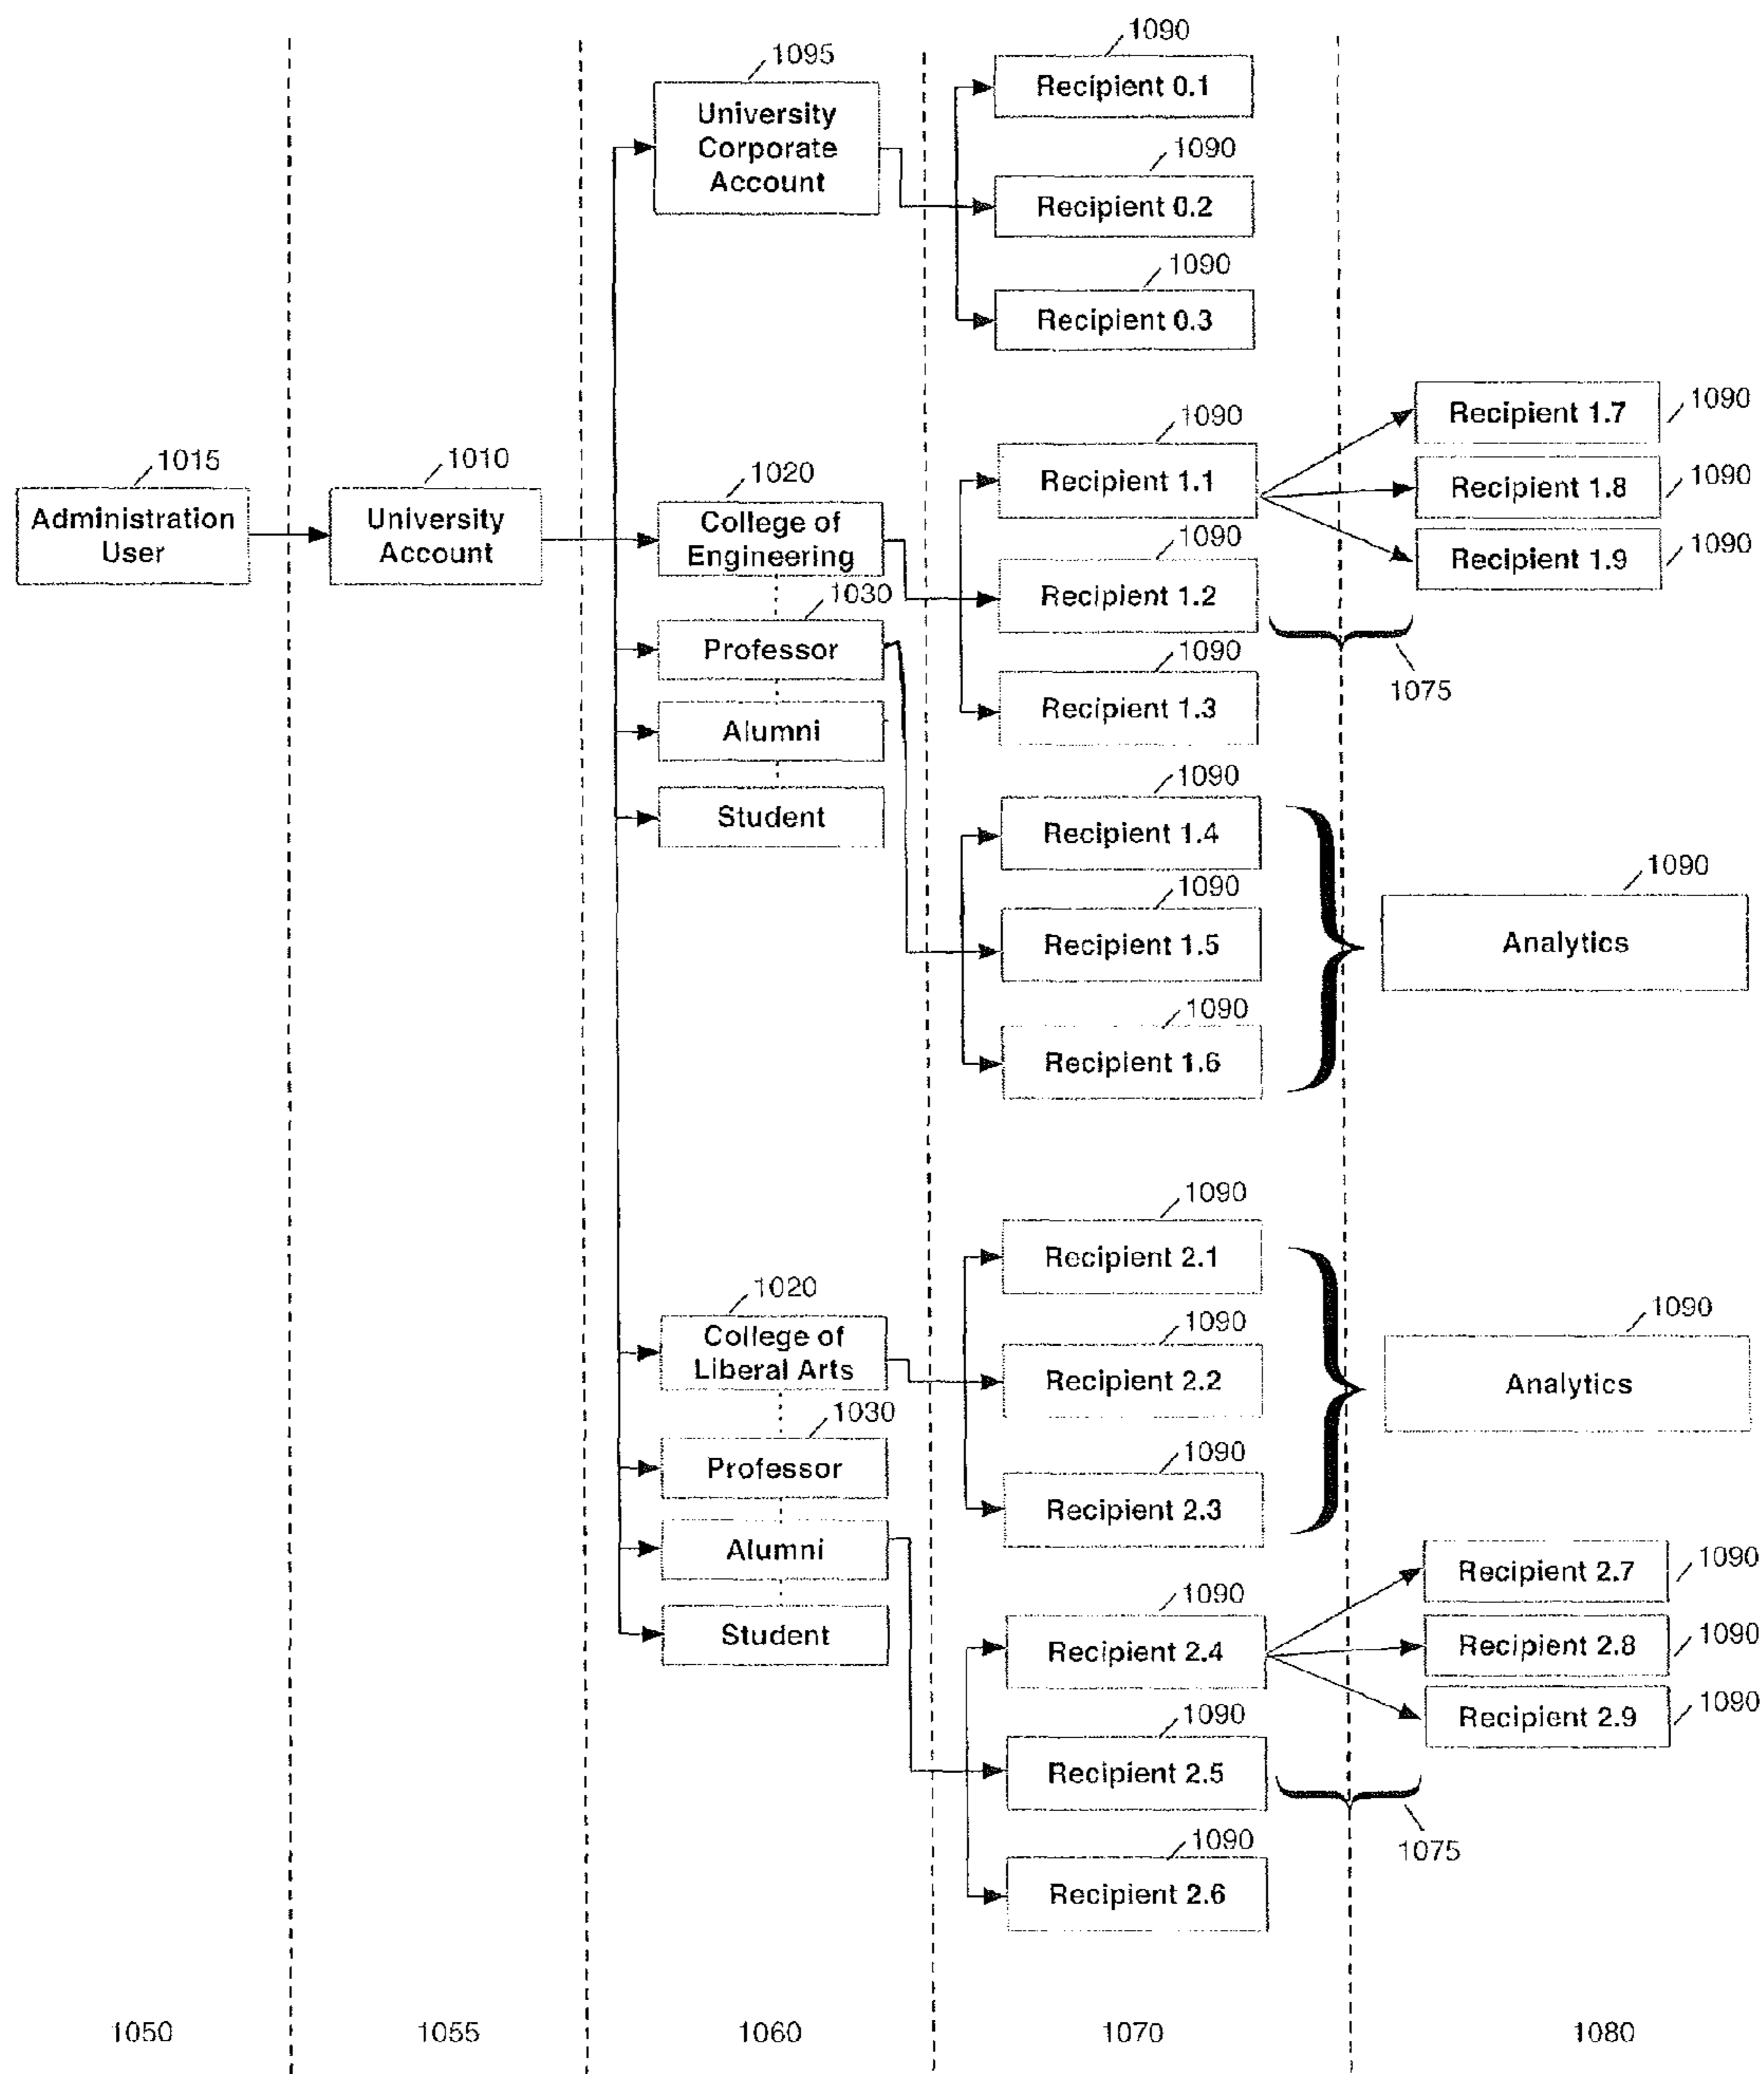 1015
Administration
User
1010
University
Account
1095
University
Corporate
Account
1090
Recipient 0.1
1090
Recipient 0.2
1090
Recipient 0.3
1020
College of
Engineering
1030
Professor
Alumni
Student
1090
Recipient 1.1
1090
Recipient 1.2
1090
Recipient 1.3
Recipient 1.7
1090
Recipient 1.8
1090
Recipient 1.9
1090
1075
1090
Recipient 1.4
1090
Recipient 1.5
1090
Recipient 1.6
1090
Analytics
1020
College of
Liberal Arts
1030
Professor
Alumni
Student
1090
Recipient 2.1
1090
Recipient 2.2
1090
Recipient 2.3
1090
Analytics
1090
Recipient 2.4
1090
Recipient 2.5
1090
Recipient 2.6
Recipient 2.7
1090
Recipient 2.8
1090
Recipient 2.9
1090
1075
1050
1055
1060
1070
1080